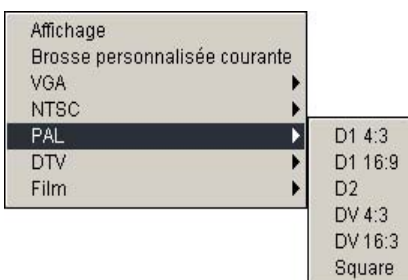 Affichage
Brosse personnalisée courante
VGA
NTSC
PAL
DTV
Film
D1 4:3
D1 16:9
D2
DV 4:3
DV 16:3
Square